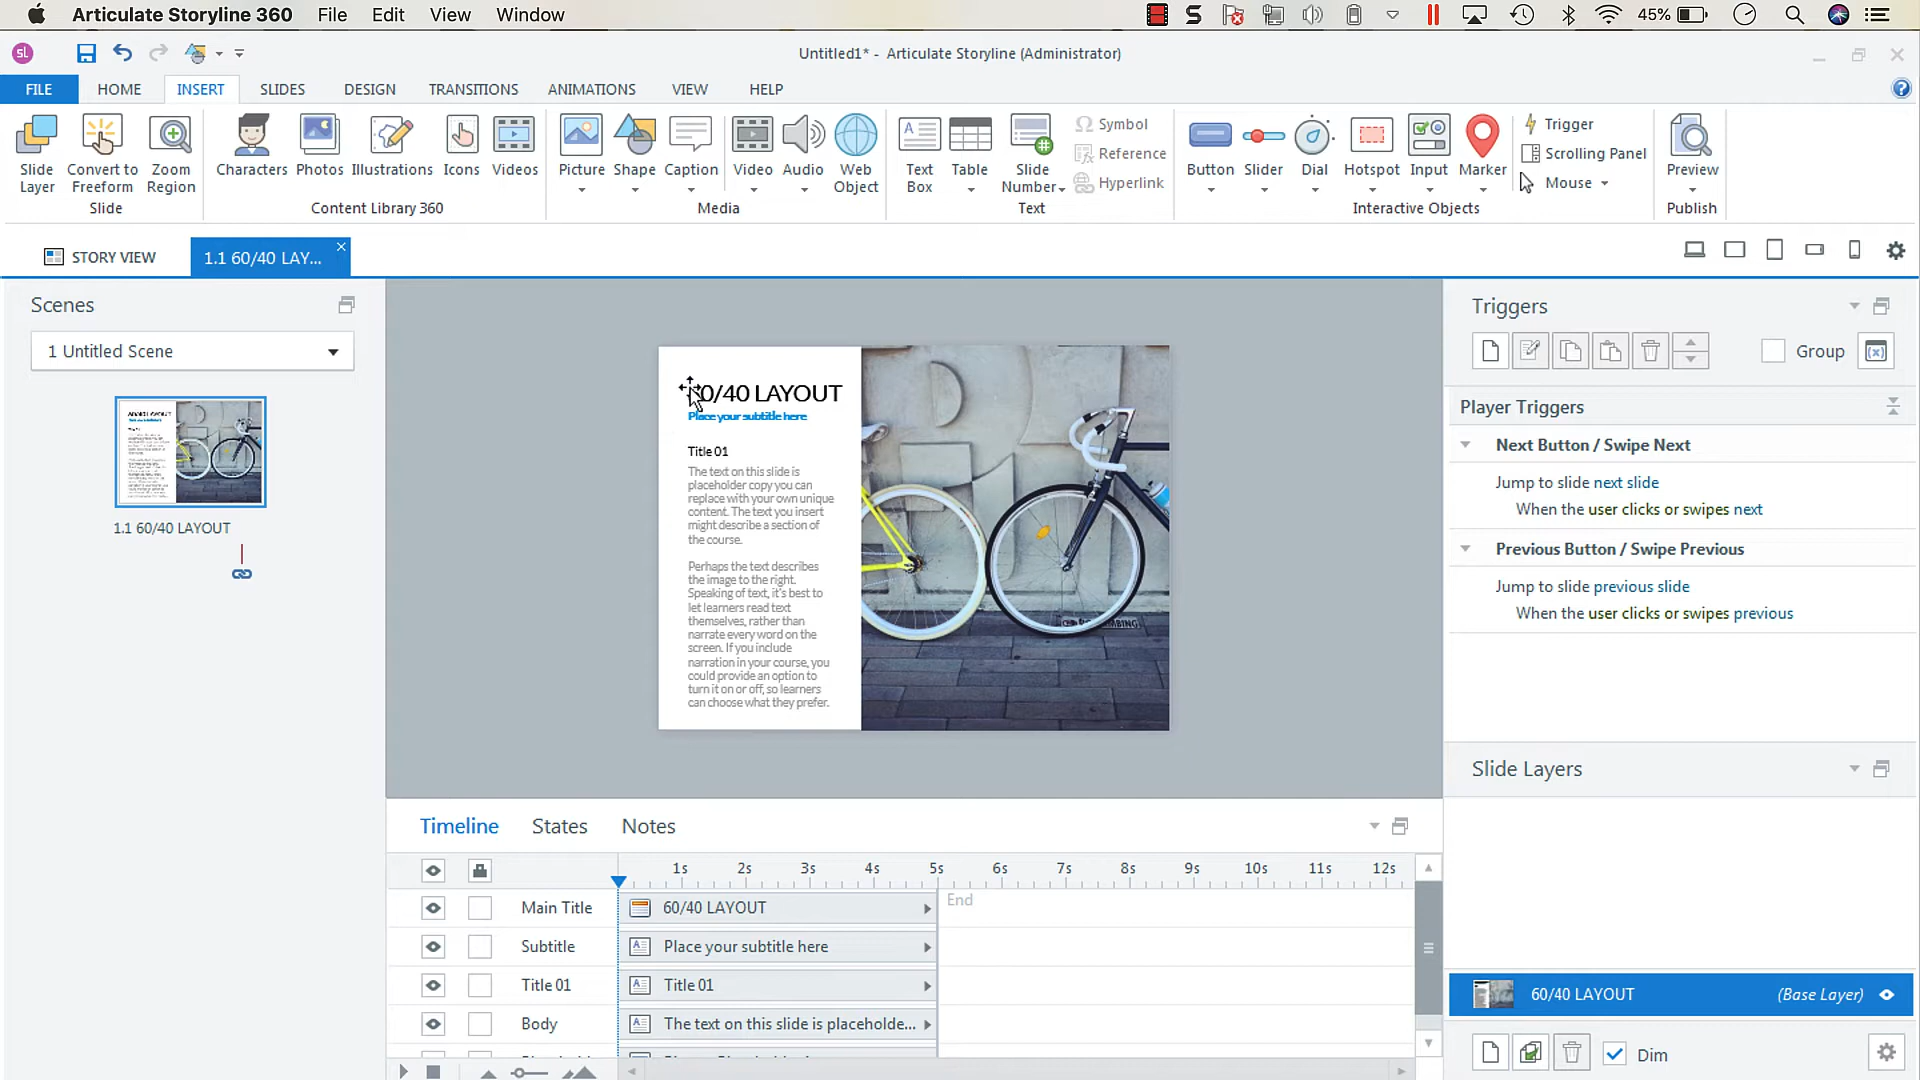 Articulate Storyline 360 File Edit View Window
45%
SL
Untitled1* - Articulate Storyline (Administrator)
FILE HOME INSERT SLIDES DESIGN TRANSITIONS ANIMATIONS VIEW HELP
Slide Layer
Convert to Freeform
Zoom Region
Slide
Characters
Photos
Illustrations
Icons
Videos
Content Library 360
Picture
Shape
Caption
Video
Audio
Web Object
Media
Text Box
Table
Slide Number
Symbol
Reference
Hyperlink
Text
Button
Slider
Dial
Hotspot
Input
Marker
Trigger
Scrolling Panel
Mouse
Interactive Objects
Preview
Publish
STORY VIEW
1.1 60/40 LAY...
Scenes
1 Untitled Scene
1.1 60/40 LAYOUT
0/40 LAYOUT
Place your subtitle here
Title 01
The text on this slide is
placeholder copy you can
replace with your own unique
content. The text you insert
might describe a section of
the course.
Perhaps the text describes
the image to the right.
Speaking of text, it's best to
let learners read text
themselves, rather than
narrate every word on the
screen. If you include
narration in your course, you
could provide an option to
turn it on or off, so learners
can choose what they prefer.
Triggers
Group
Player Triggers
Next Button / Swipe Next
Jump to slide next slide
When the user clicks or swipes next
Previous Button / Swipe Previous
Jump to slide previous slide
When the user clicks or swipes previous
Slide Layers
60/40 LAYOUT (Base Layer)
Dim
Timeline States Notes
1s 2s 3s 4s 5s 6s 7s 8s 9s 10s 11s 12s
Main Title 60/40 LAYOUT End
Subtitle Place your subtitle here
Title 01 Title 01
Body The text on this slide is placeholde...